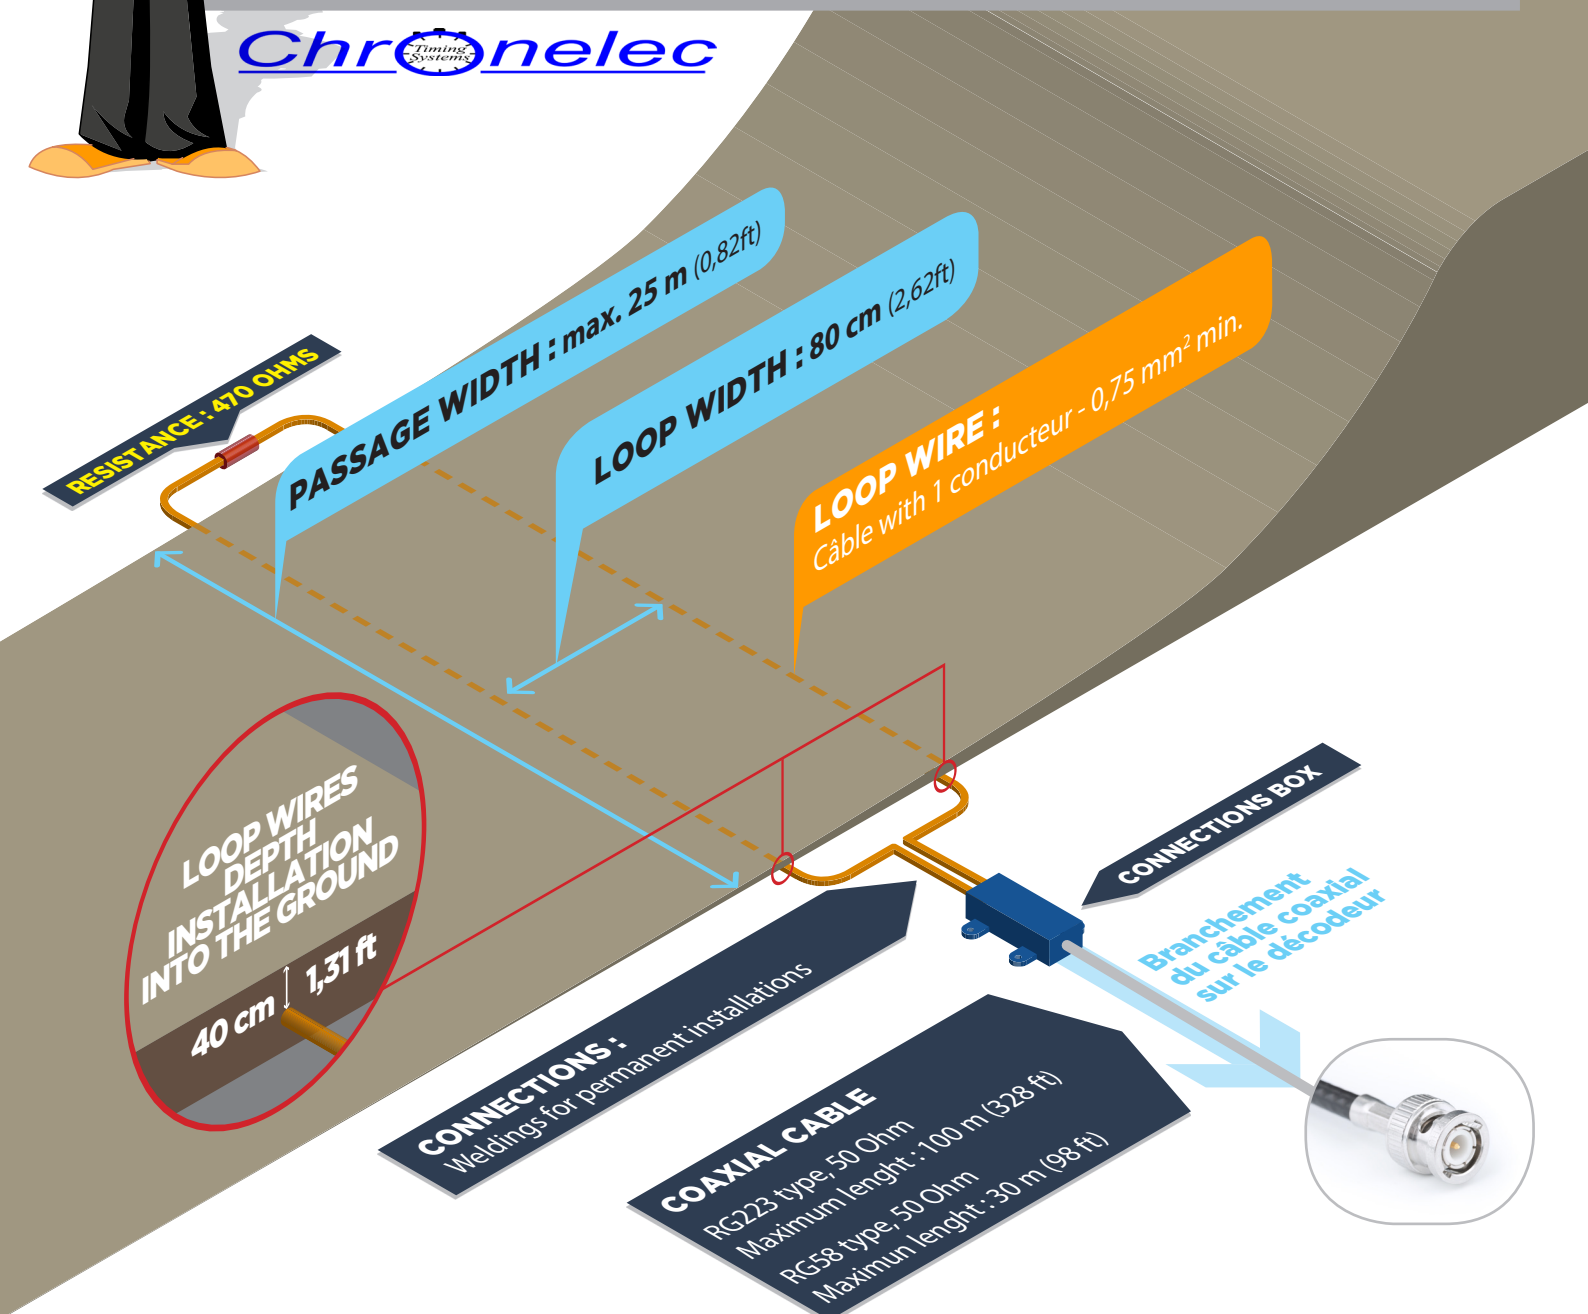 Chronelec
Timing
Systems
PASSAGE WIDTH : max. 25 m (0,82ft)
LOOP WIDTH : 80 cm (2,62ft)
LOOP WIRE :
Câble with 1 conducteur - 0,75 mm² min.
RESISTANCE : 470 OHMS
LOOP WIRES
DEPTH
INSTALLATION
INTO THE GROUND
40 cm 1,31 ft
CONNECTIONS BOX
Branchement
du câble coaxial
sur le décodeur
CONNECTIONS :
Weldings for permanent installations
COAXIAL CABLE
RG223 type, 50 Ohm
Maximum lenght : 100 m (328 ft)
RG58 type, 50 Ohm
Maximun lenght : 30 m (98 ft)